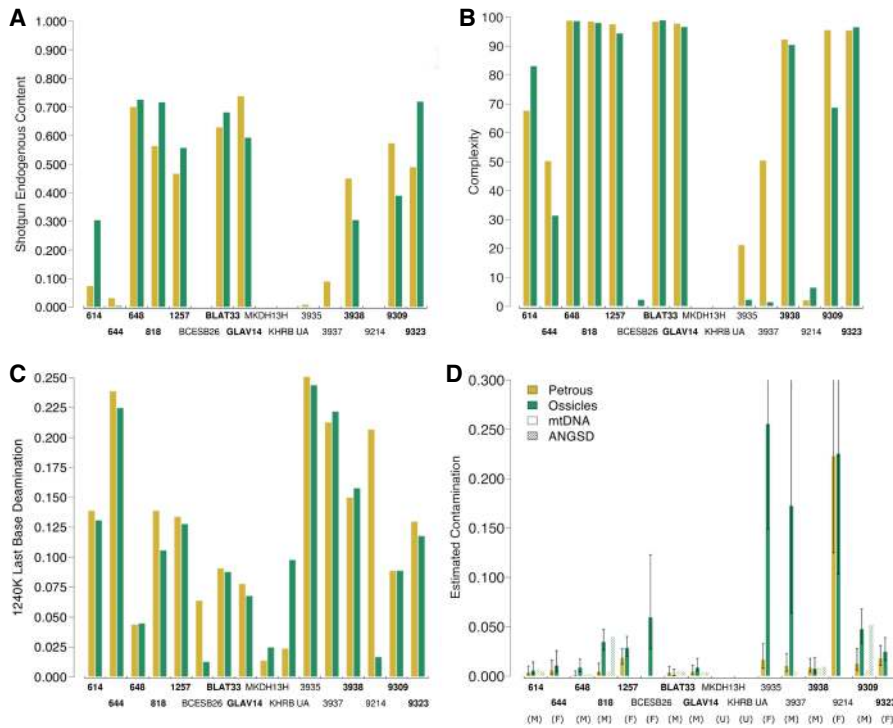 A
Shotgun Endogenous Content
1.000
0.900
0.800
0.700
0.600
0.500
0.400
0.300
0.200
0.100
0.000
614 648 1257 BLAT33 MKDH13H 3935 3938 9309
644 818 BCESB26 GLAV14 KHRB UA 3937 9214 9323
B
Complexity
100
90
80
70
60
50
40
30
20
10
0
614 648 1257 BLAT33 MKDH13H 3935 3938 9309
644 818 BCESB26 GLAV14 KHRB UA 3937 9214 9323
C
1240K Last Base Deamination
0.250
0.225
0.200
0.175
0.150
0.125
0.100
0.075
0.050
0.025
0.000
614 648 1257 BLAT33 MKDH13H 3935 3938 9309
644 818 BCESB26 GLAV14 KHRB UA 3937 9214 9323
D
Estimated Contamination
0.300
0.250
0.200
0.150
0.100
0.050
0.000
Petrous
Ossicles
mtDNA
ANGSD
614 648 1257 BLAT33 MKDH13H 3935 3938 9309
644 818 BCESB26 GLAV14 KHRB UA 3937 9214 9323
(M) (F) (M) (M) (F) (F) (M) (M) (U) (U) (F) (M) (M) (F) (M) (F)